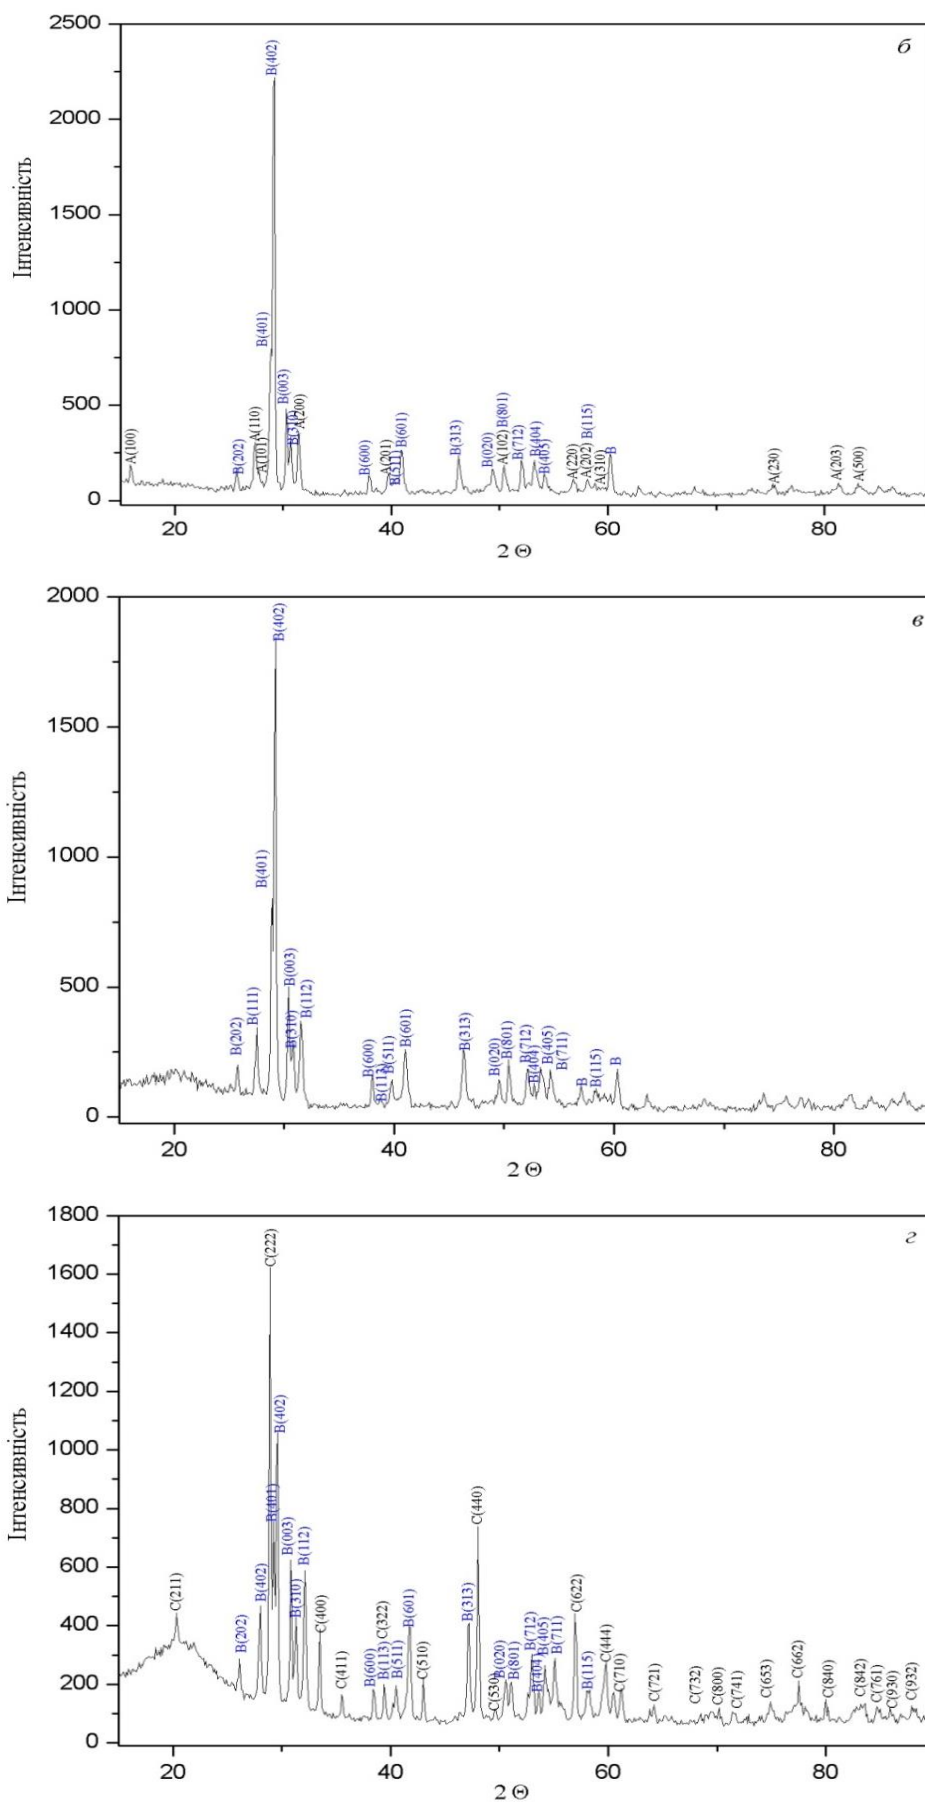 2500
2000
1500
1000
500
0
Інтенсивність
б
A(100)
B(202)
A(110)
A(101)
B(401)
B(402)
B(003)
B(310)
A(200)
B(600)
A(201)
B(511)
B(601)
B(313)
B(020)
A(102)
B(801)
B(712)
B(404)
B(405)
A(220)
A(202)
B(115)
A(310)
B
A(230)
A(203)
A(500)
20
40
60
80
2 Θ
2000
1500
1000
500
0
Інтенсивність
в
B(202)
B(111)
B(401)
B(402)
B(003)
B(310)
B(112)
B(600)
B(113)
B(511)
B(601)
B(313)
B(020)
B(801)
B(712)
B(404)
B(405)
B(711)
B
B(115)
B
20
40
60
80
2 Θ
1800
1600
1400
1200
1000
800
600
400
200
0
Інтенсивність
г
C(211)
B(202)
B(402)
C(222)
B(401)
B(402)
B(003)
B(310)
B(112)
C(400)
C(411)
B(600)
C(322)
B(113)
B(511)
B(601)
C(510)
B(313)
C(440)
C(530)
B(020)
B(801)
B(712)
B(404)
B(405)
B(711)
C(622)
B(115)
C(444)
C(710)
C(721)
C(732)
C(800)
C(741)
C(653)
C(662)
C(840)
C(842)
C(761)
C(930)
C(932)
20
40
60
80
2 Θ